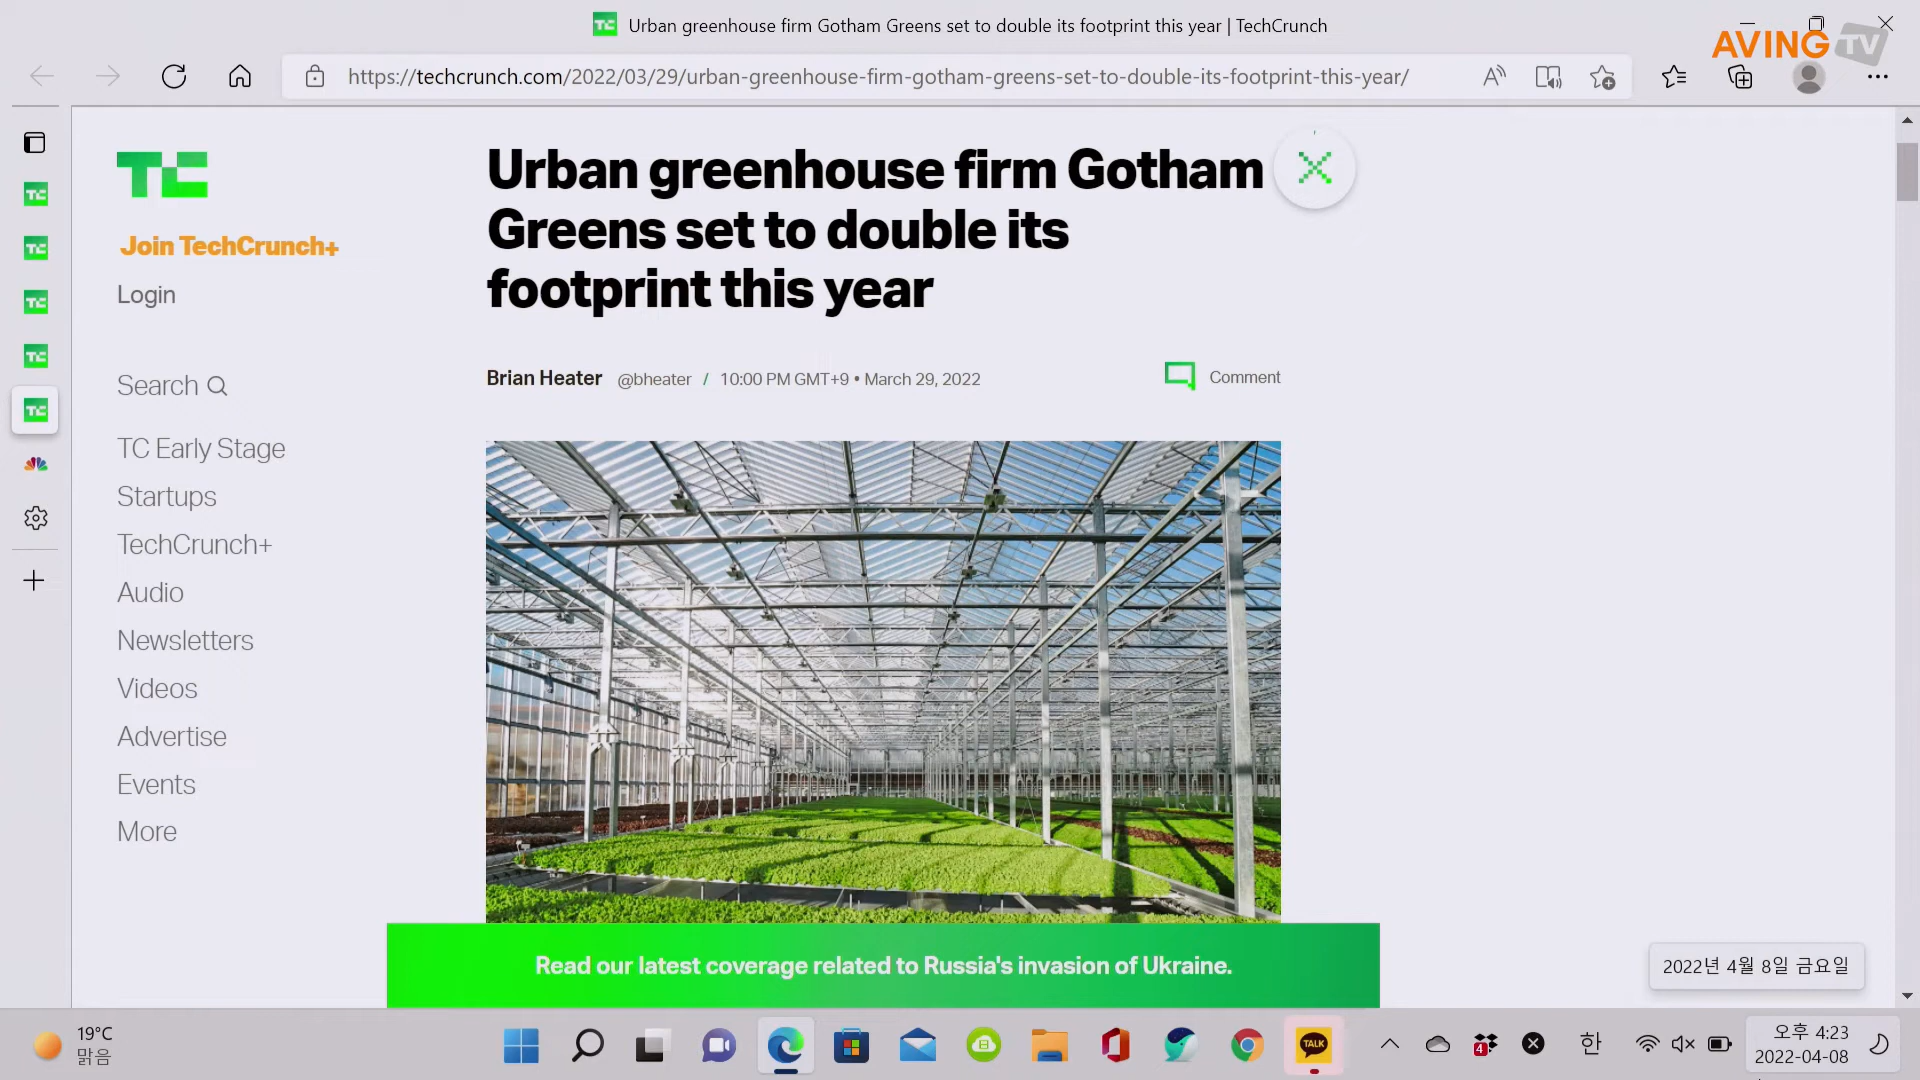 Urban greenhouse firm Gotham Greens set to double its footprint this year | TechCrunch
AVING TV
https://techcrunch.com/2022/03/29/urban-greenhouse-firm-gotham-greens-set-to-double-its-footprint-this-year/
TC
Join TechCrunch+
Login
Search
TC Early Stage
Startups
TechCrunch+
Audio
Newsletters
Videos
Advertise
Events
More
Urban greenhouse firm Gotham
Greens set to double its
footprint this year
Brian Heater @bheater / 10:00 PM GMT+9 • March 29, 2022
Comment
Read our latest coverage related to Russia's invasion of Ukraine.
2022년 4월 8일 금요일
19°C
맑음
TALK
4
한
오후 4:23
2022-04-08